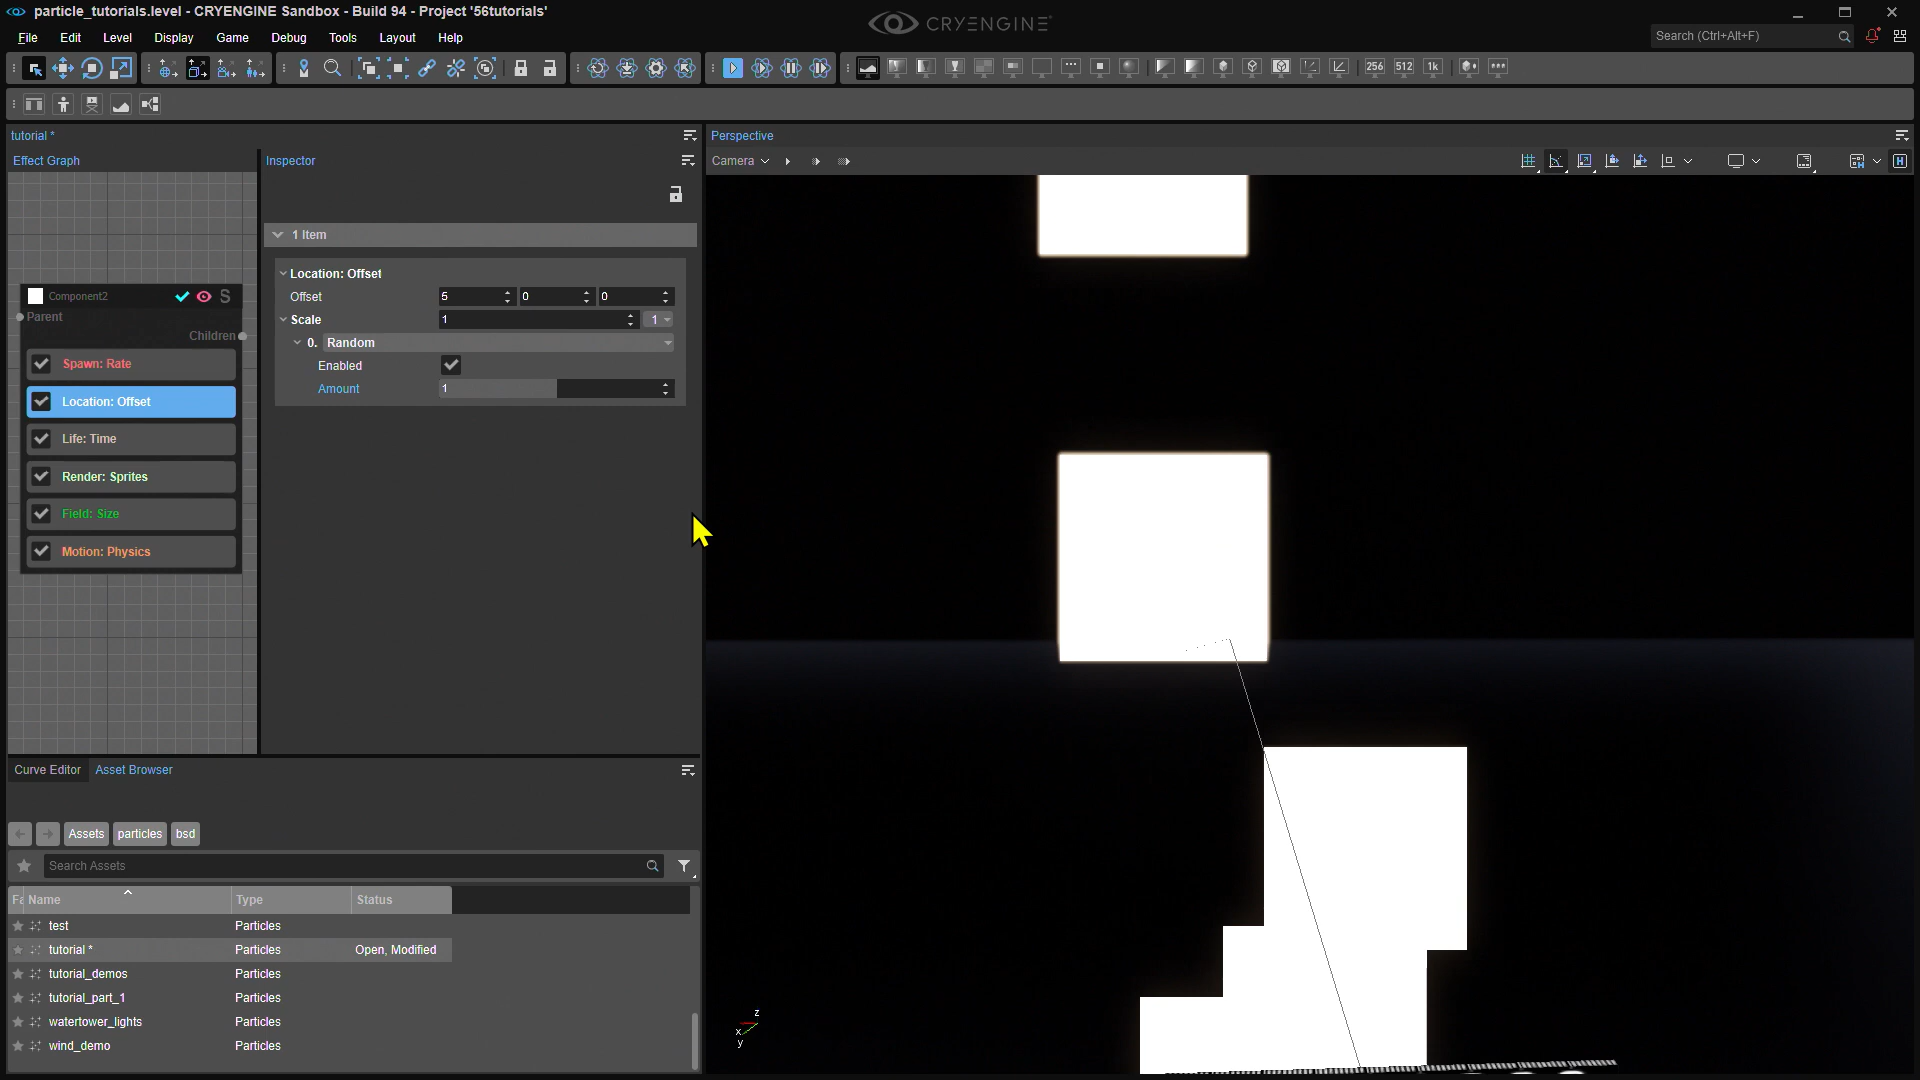 particle_tutorials.level - CRYENGINE Sandbox - Build 94 - Project '56tutorials'
CRYENGINE
File Edit Level Display Game Debug Tools Layout Help
Search (Ctrl+Alt+F)
256 512 1k
tutorial *
Perspective
Effect Graph
Inspector
Camera
1 Item
Location: Offset
Offset 5 0 0
Scale 1 1
0. Random
Enabled
Amount 1
Component2 S
Parent
Children
Spawn: Rate
Location: Offset
Life: Time
Render: Sprites
Field: Size
Motion: Physics
Curve Editor Asset Browser
Assets particles bsd
Search Assets
Fa Name Type Status
test Particles
tutorial * Particles Open, Modified
tutorial_demos Particles
tutorial_part_1 Particles
watertower_lights Particles
wind_demo Particles
z
x
y